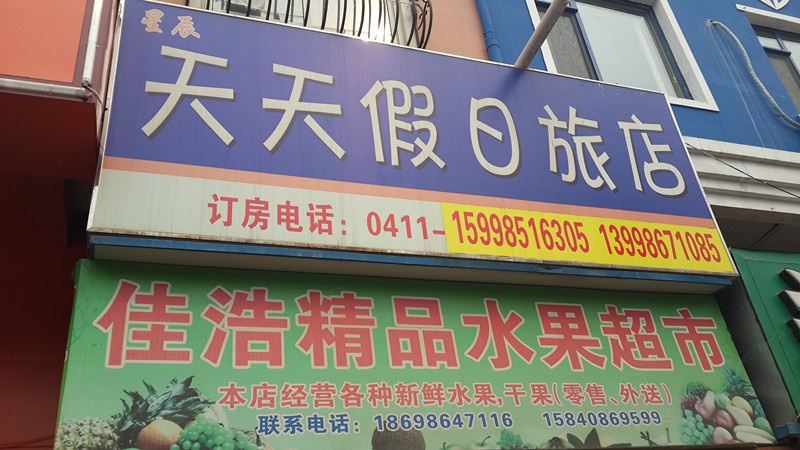 星辰
天天假日旅店
订房电话：0411-15998516305 13998671085
佳浩精品水果超市
本店经营各种新鲜水果,干果(零售、外送)
联系电话：18698647116 15840869599